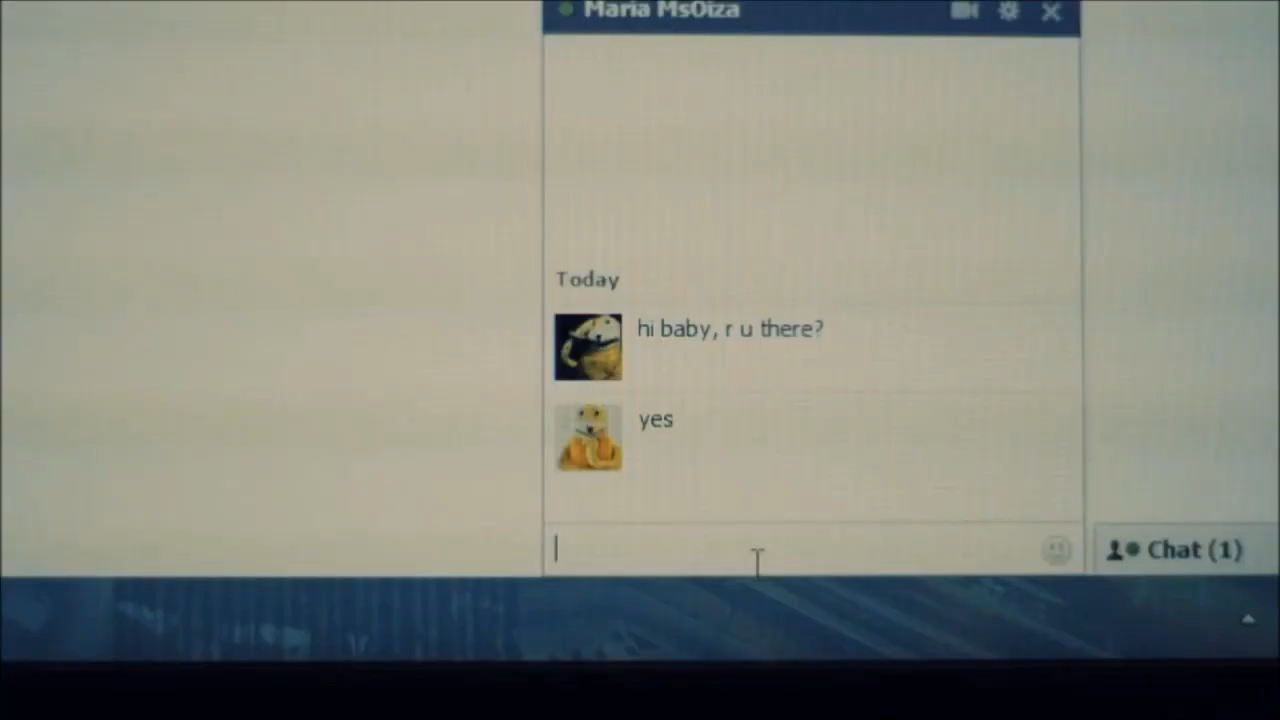 Maria MsOiza
Today
hi baby, r u there?
yes
Chat (1)